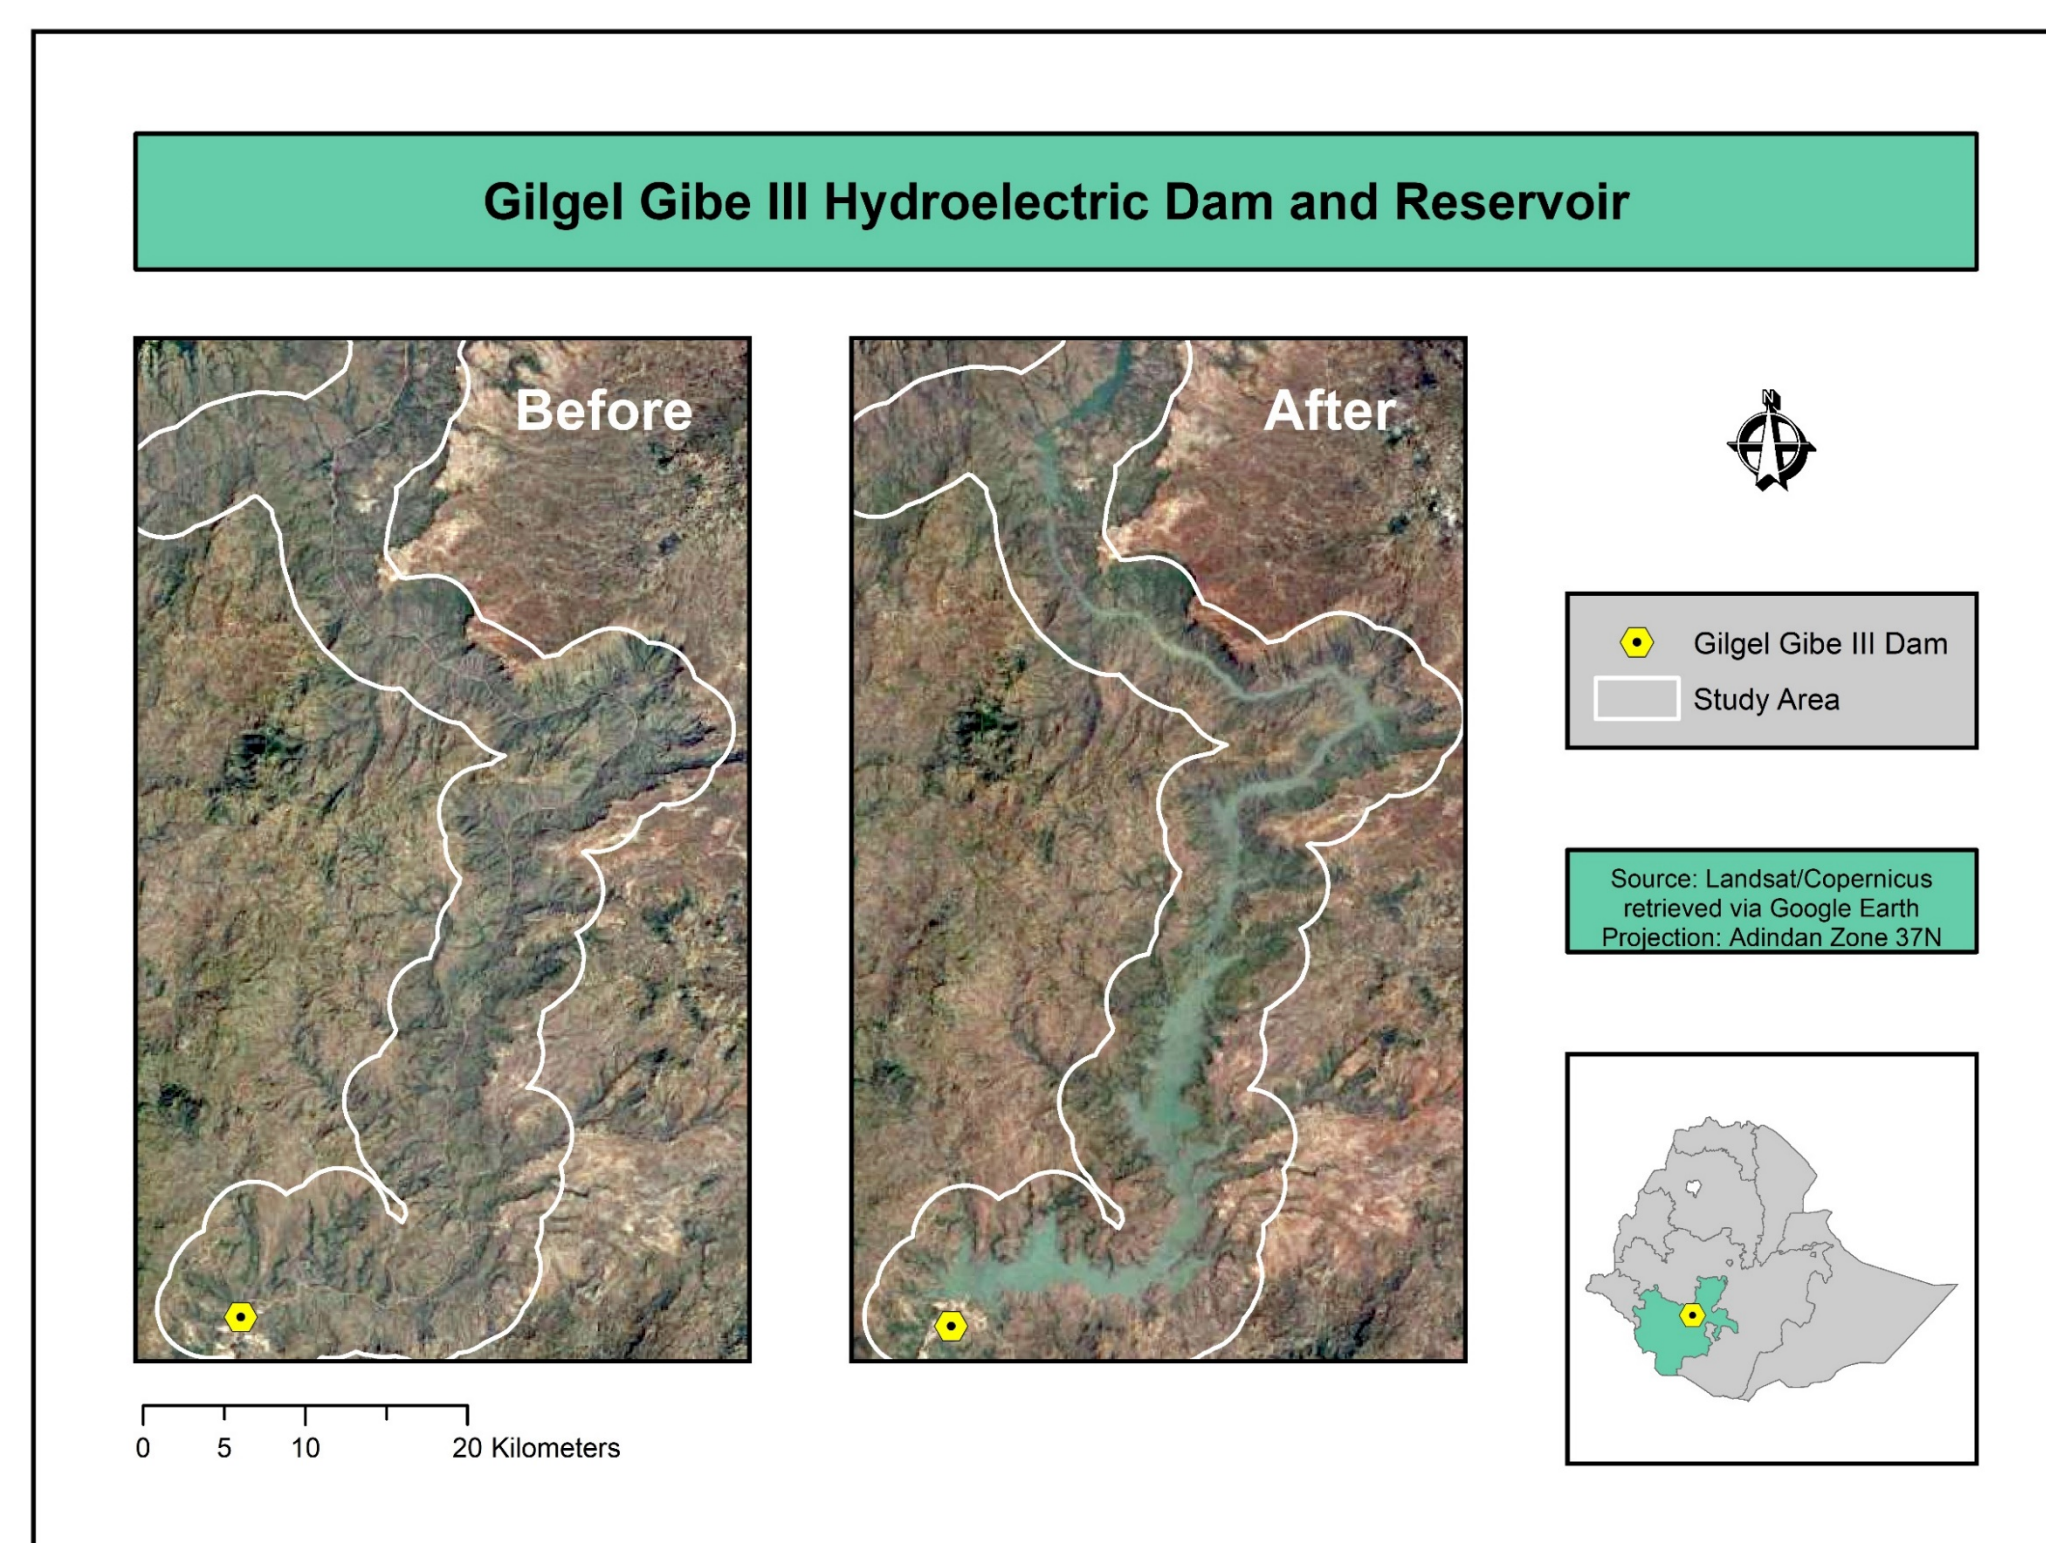 Gilgel Gibe III Hydroelectric Dam and Reservoir
Before
After
N
Gilgel Gibe III Dam
Study Area
Source: Landsat/Copernicus
retrieved via Google Earth
Projection: Adindan Zone 37N
0 5 10 20 Kilometers